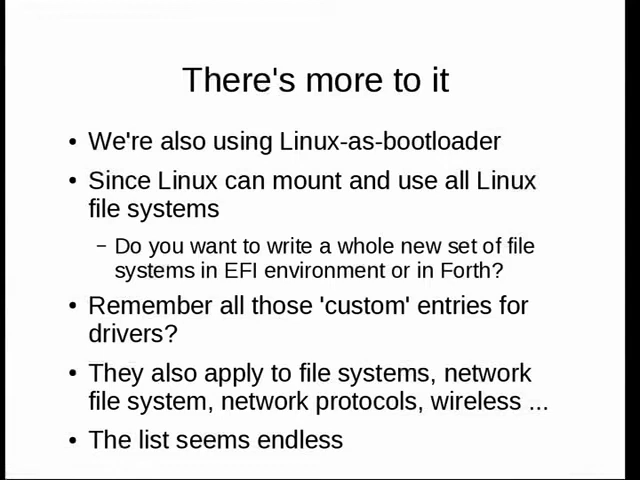 There's more to it
• We're also using Linux-as-bootloader
• Since Linux can mount and use all Linux
file systems
– Do you want to write a whole new set of file
systems in EFI environment or in Forth?
• Remember all those 'custom' entries for
drivers?
• They also apply to file systems, network
file system, network protocols, wireless ...
• The list seems endless